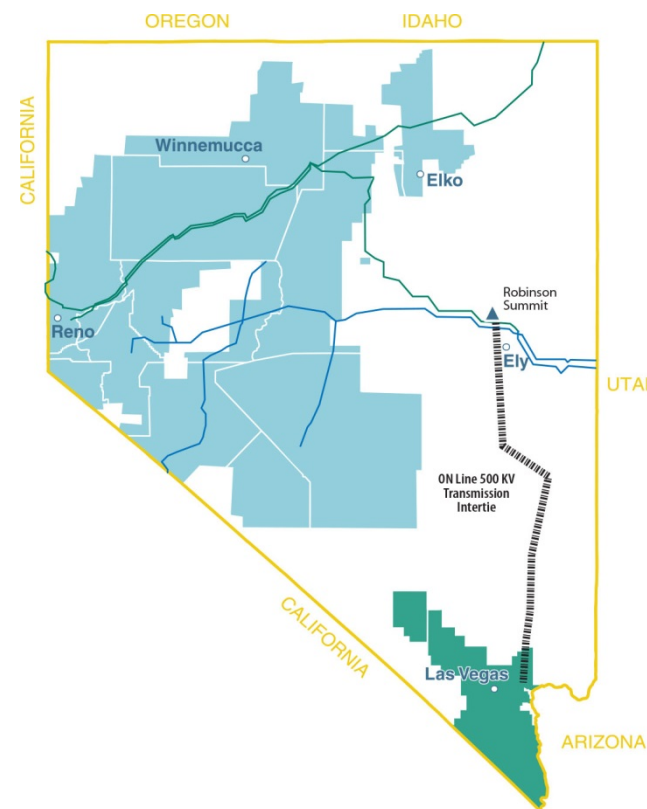 OREGON
IDAHO
CALIFORNIA
Winnemucca
Elko
Reno
Robinson
Summit
Ely
UTAH
ON Line 500 KV
Transmission
Intertie
CALIFORNIA
Las Vegas
ARIZONA